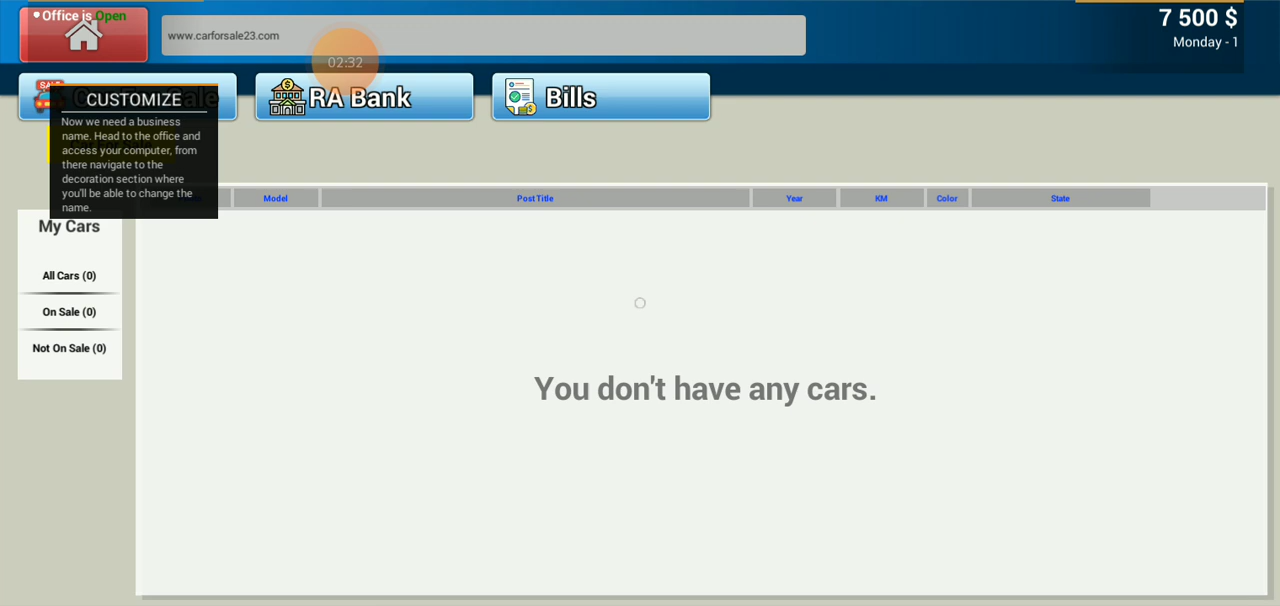 Office is Open
www.carforsale23.com
7 500 $
Monday - 1
02:32
SALE
RA Bank
Bills
CUSTOMIZE
Now we need a business
name. Head to the office and
access your computer, from
there navigate to the
decoration section where
you'll be able to change the
name.
Model
Post Title
Year
KM
Color
State
My Cars
All Cars (0)
On Sale (0)
Not On Sale (0)
You don't have any cars.